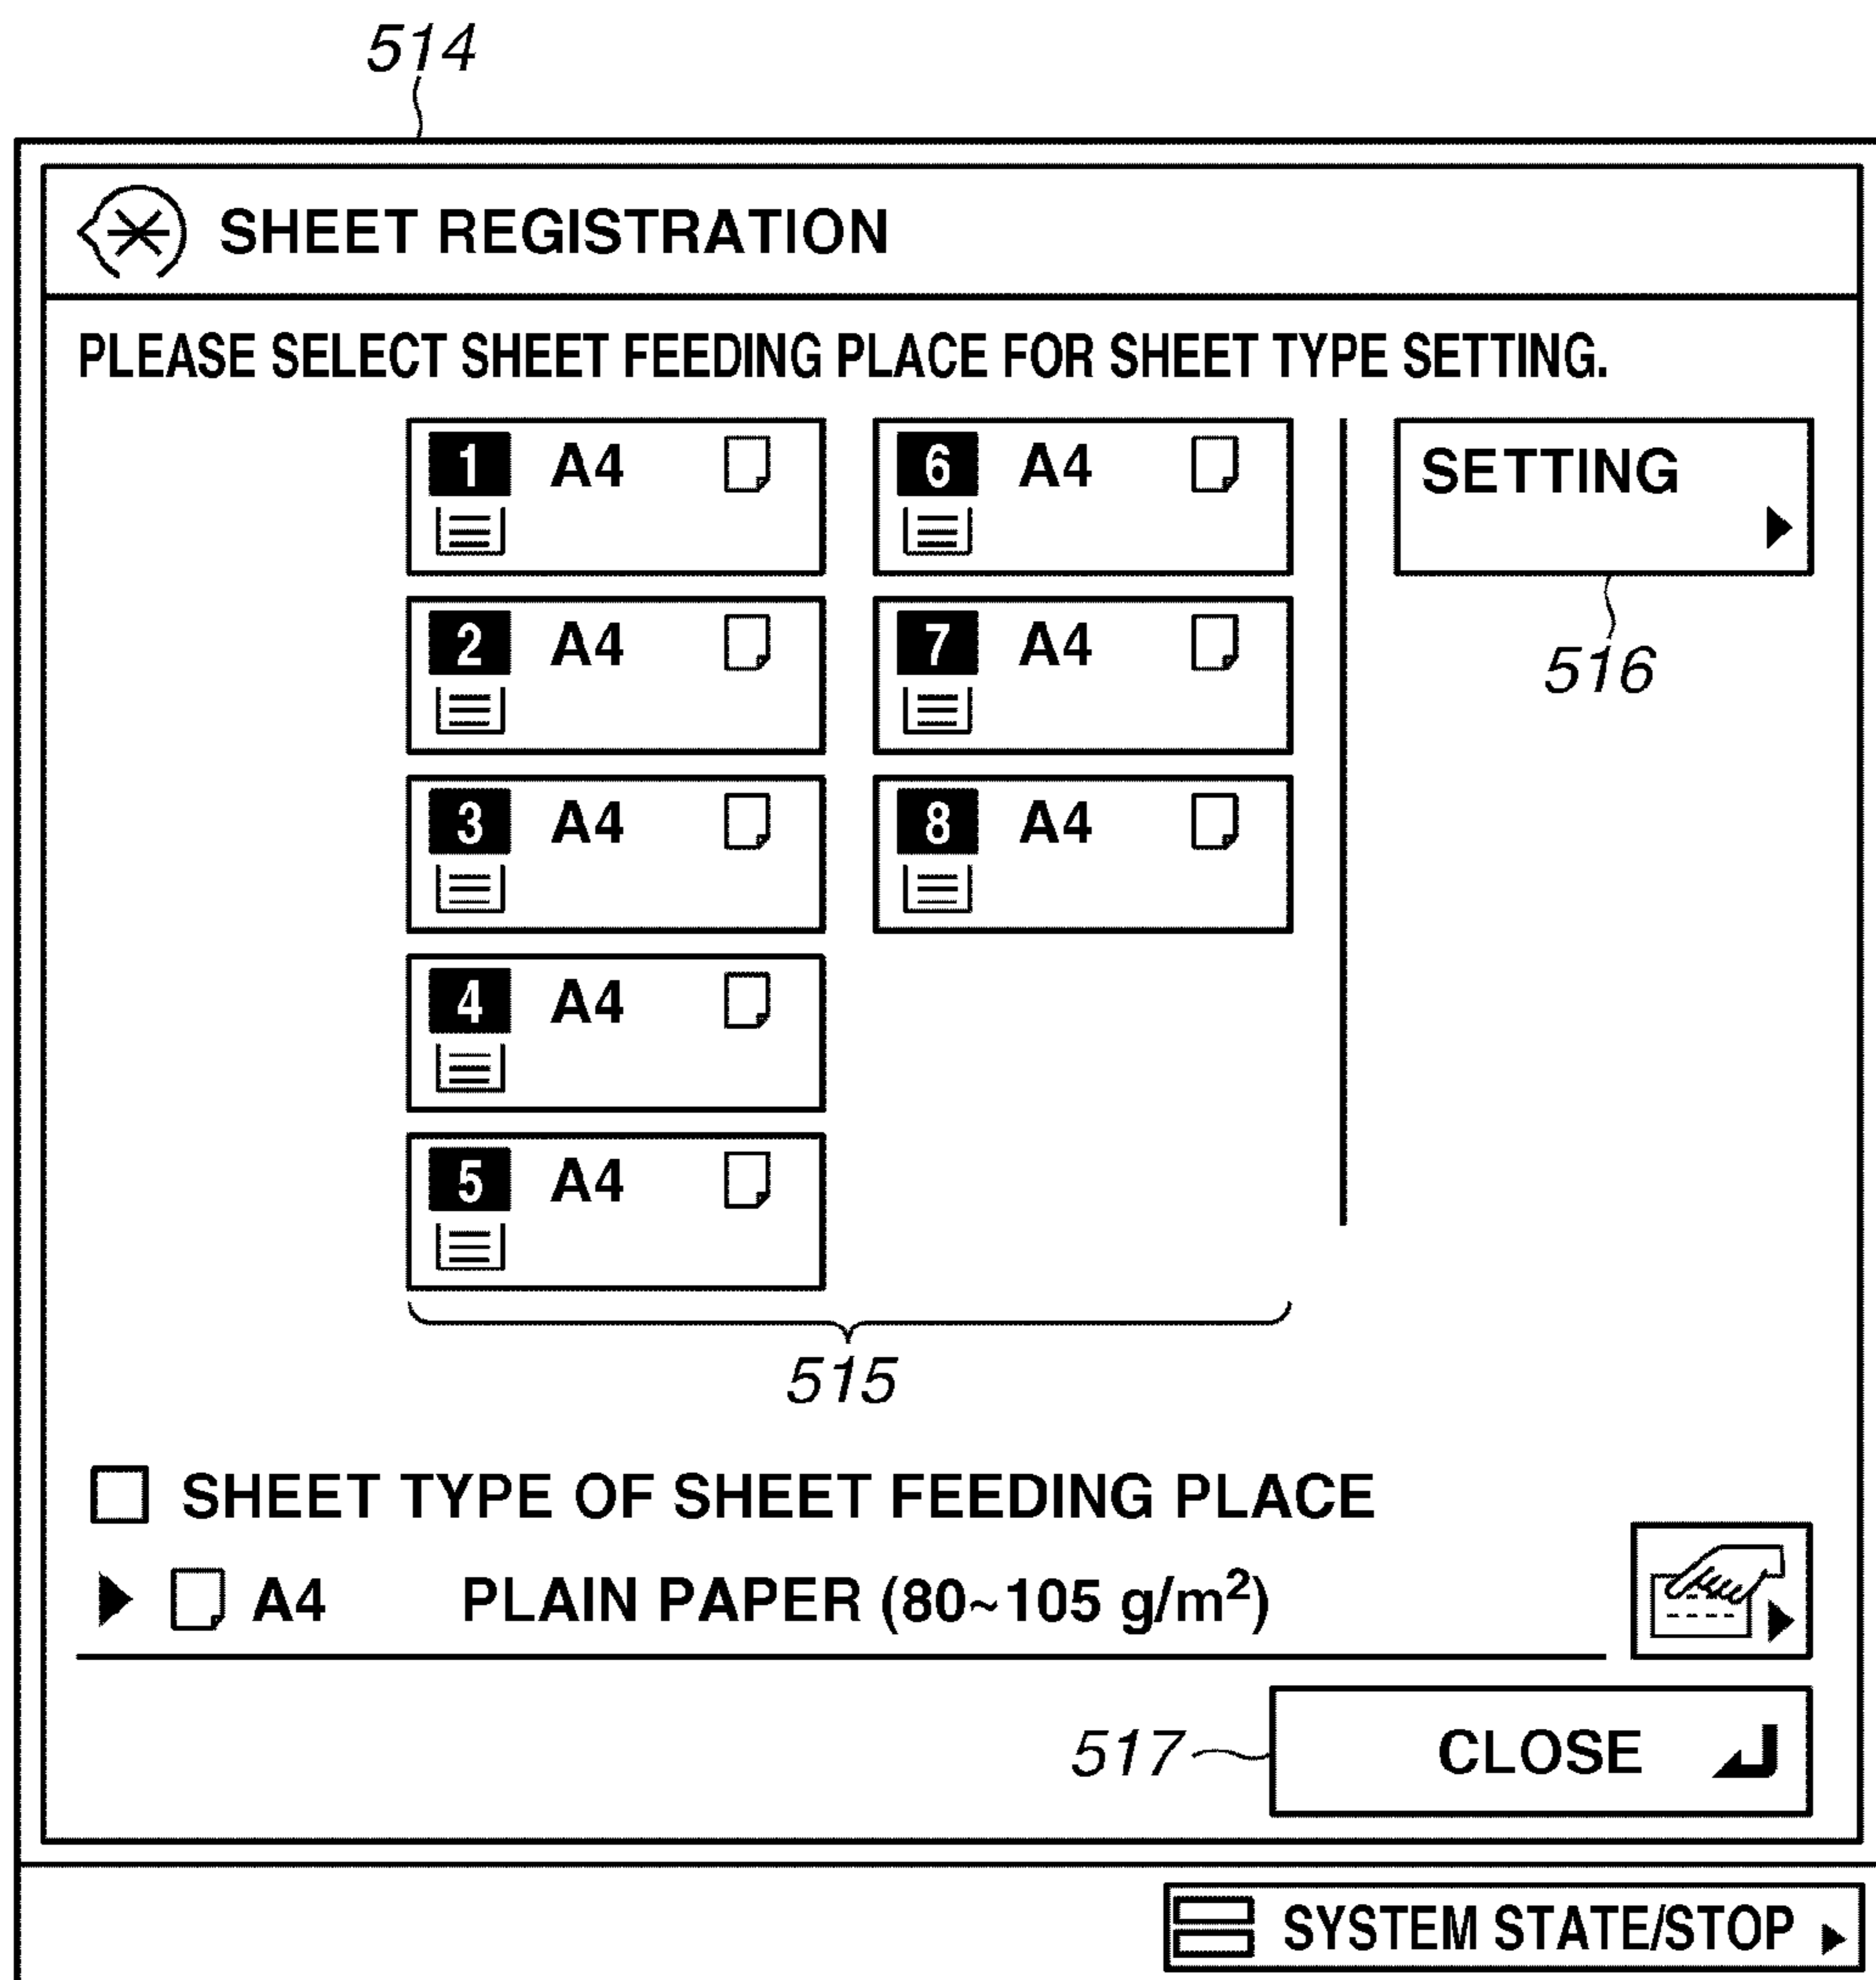 514
SHEET REGISTRATION
PLEASE SELECT SHEET FEEDING PLACE FOR SHEET TYPE SETTING.
1 A4
6 A4
SETTING
516
2 A4
7 A4
3 A4
8 A4
4 A4
5 A4
515
SHEET TYPE OF SHEET FEEDING PLACE
A4 PLAIN PAPER (80~105 g/m²)
517
CLOSE
SYSTEM STATE/STOP